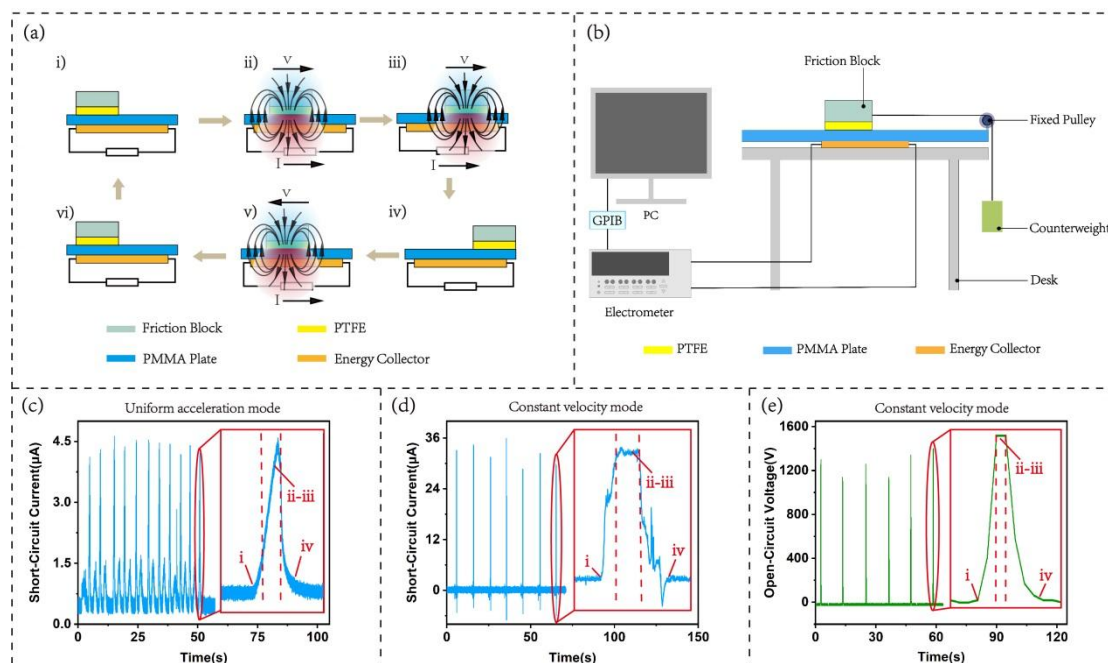 (a)
i)
ii)
V
I
iii)
V
I
vi)
v)
V
I
iv)
Friction Block
PTFE
PMMA Plate
Energy Collector
(b)
Friction Block
Fixed Pulley
GPIB
PC
Counterweight
Electrometer
Desk
PTFE
PMMA Plate
Energy Collector
(c)
Uniform acceleration mode
Short-Circuit Current(μA)
4.5
3.0
1.5
0.0
i
ii-iii
iv
0
25
50
75
100
Time(s)
(d)
Constant velocity mode
Short-Circuit Current(μA)
36
24
12
0
i
ii-iii
iv
0
50
100
150
Time(s)
(e)
Constant velocity mode
Open-Circuit Voltage(V)
1600
1200
800
400
0
i
ii-iii
iv
0
30
60
90
120
Time(s)